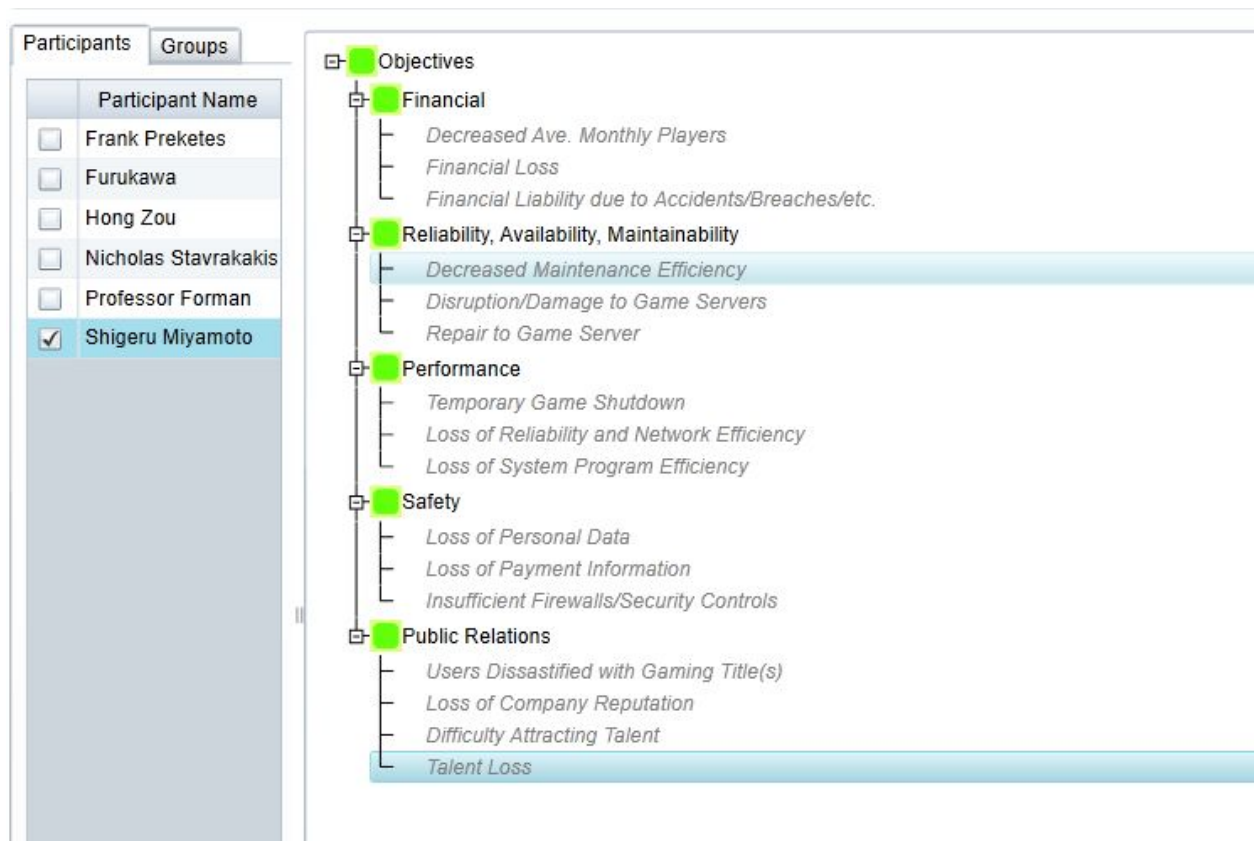 Participants
Groups
Participant Name
Frank Preketes
Furukawa
Hong Zou
Nicholas Stavrakakis
Professor Forman
Shigeru Miyamoto
Objectives
Financial
Decreased Ave. Monthly Players
Financial Loss
Financial Liability due to Accidents/Breaches/etc.
Reliability, Availability, Maintainability
Decreased Maintenance Efficiency
Disruption/Damage to Game Servers
Repair to Game Server
Performance
Temporary Game Shutdown
Loss of Reliability and Network Efficiency
Loss of System Program Efficiency
Safety
Loss of Personal Data
Loss of Payment Information
Insufficient Firewalls/Security Controls
Public Relations
Users Dissastified with Gaming Title(s)
Loss of Company Reputation
Difficulty Attracting Talent
Talent Loss